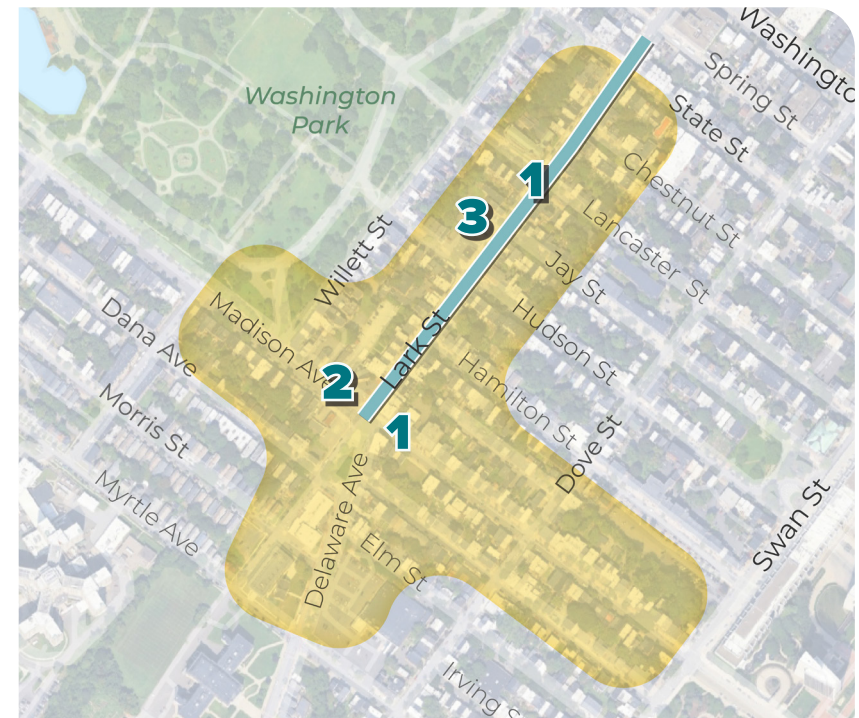 Washingto
Spring St
State St
Washington
Park
Chestnut St
1
Lancaster St
3
Willett St
Jay St
Madison Ave
Dana Ave
Hudson St
Lark St
2
Hamilton St
Morris St
1
Dove St
Delaware Ave
Myrtle Ave
Swan St
Elm St
Irving S